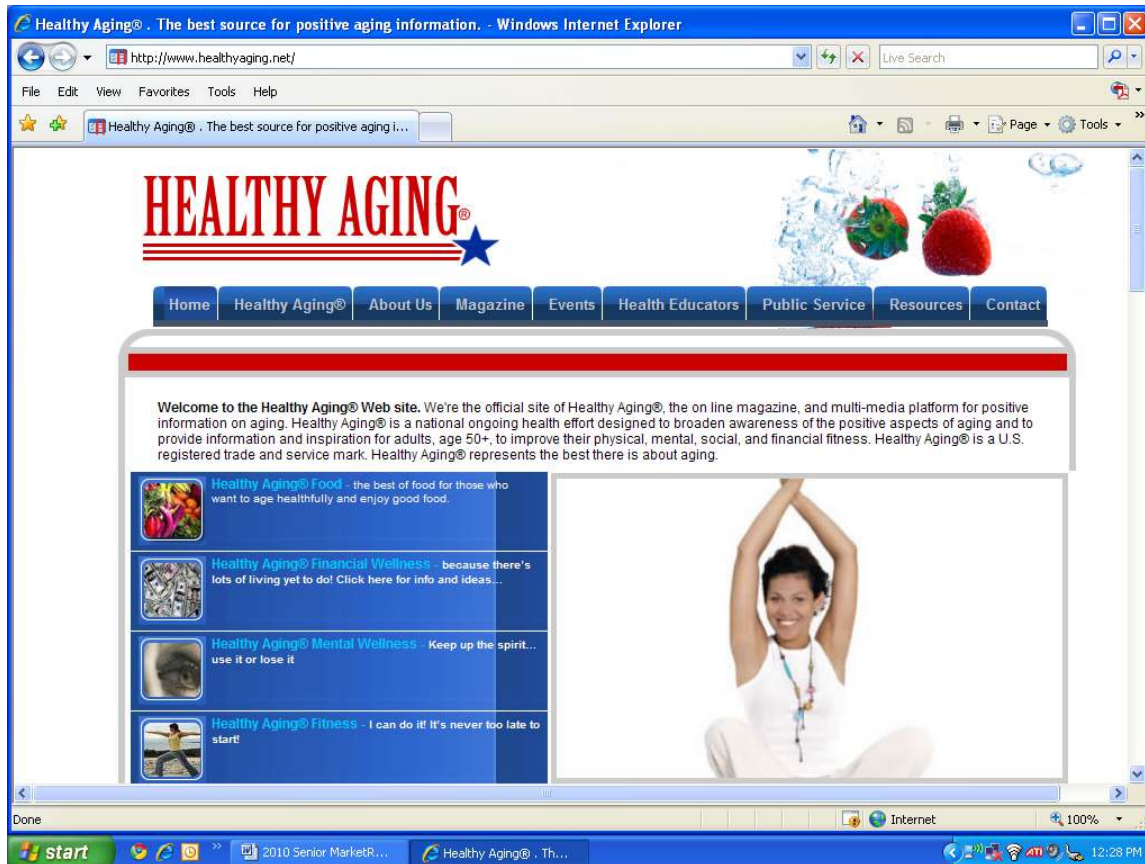 Healthy Aging® . The best source for positive aging information. - Windows Internet Explorer
http://www.healthyaging.net/
Live Search
File Edit View Favorites Tools Help
Healthy Aging® . The best source for positive aging i...
Page Tools
HEALTHY AGING®
Home Healthy Aging® About Us Magazine Events Health Educators Public Service Resources Contact
Welcome to the Healthy Aging® Web site. We're the official site of Healthy Aging®, the on line magazine, and multi-media platform for positive
information on aging. Healthy Aging® is a national ongoing health effort designed to broaden awareness of the positive aspects of aging and to
provide information and inspiration for adults, age 50+, to improve their physical, mental, social, and financial fitness. Healthy Aging® is a U.S.
registered trade and service mark. Healthy Aging® represents the best there is about aging.
Healthy Aging® Food - the best of food for those who
want to age healthfully and enjoy good food.
Healthy Aging® Financial Wellness - because there's
lots of living yet to do! Click here for info and ideas...
Healthy Aging® Mental Wellness - Keep up the spirit...
use it or lose it
Healthy Aging® Fitness - I can do it! It's never too late to
start!
Done
Internet
100%
start
2010 Senior MarketR...
Healthy Aging® . Th...
12:28 PM